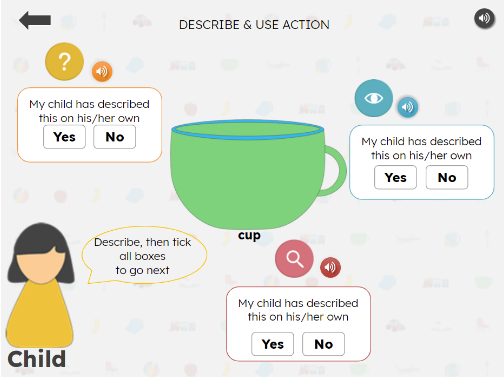 DESCRIBE & USE ACTION
?
My child has described
this on his/her own
Yes No
My child has described
this on his/her own
Yes No
cup
Describe, then tick
all boxes
to go next
My child has described
this on his/her own
Yes No
Child